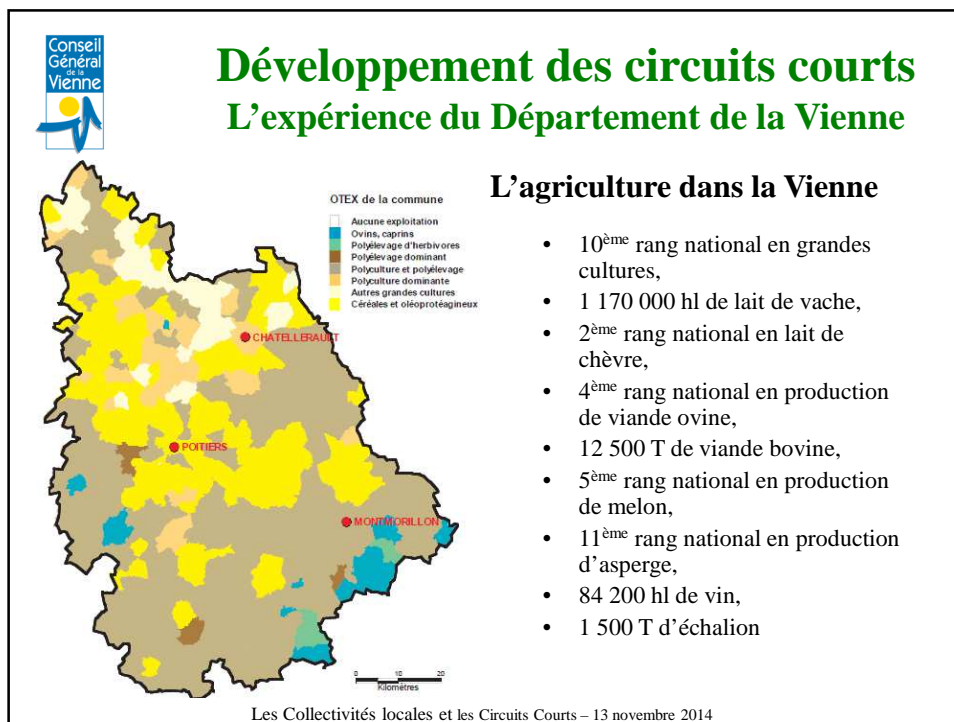 Conseil
Général
de la
Vienne
Développement des circuits courts
L'expérience du Département de la Vienne
L'agriculture dans la Vienne
OTEX de la commune
Aucune exploitation
Ovins, caprins
Polyélevage d'herbivores
Polyélevage dominant
Polyculture et polyélevage
Polyculture dominante
Autres grandes cultures
Céréales et oléoprotéagineux
CHATELLERAULT
POITIERS
MONTMORILLON
0 10 20
Kilomètres
• 10ème rang national en grandes
cultures,
• 1 170 000 hl de lait de vache,
• 2ème rang national en lait de
chèvre,
• 4ème rang national en production
de viande ovine,
• 12 500 T de viande bovine,
• 5ème rang national en production
de melon,
• 11ème rang national en production
d'asperge,
• 84 200 hl de vin,
• 1 500 T d'échalion
Les Collectivités locales et les Circuits Courts – 13 novembre 2014